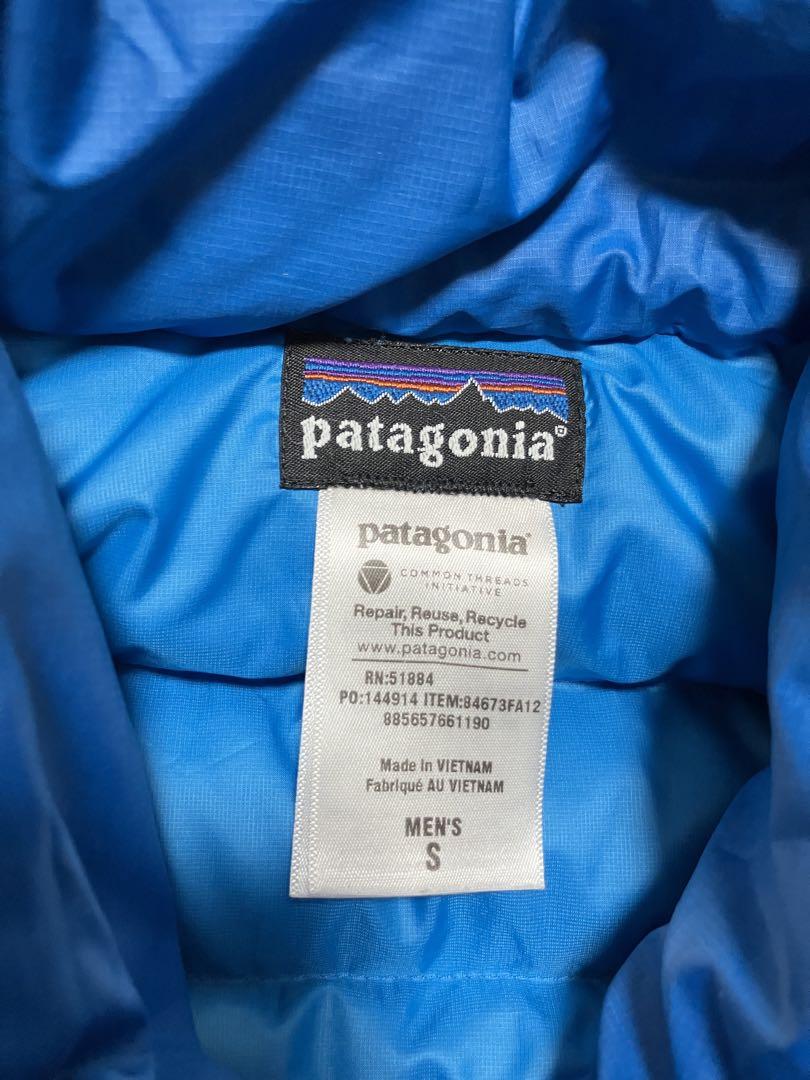 patagonia®
patagonia®
COMMON THREADS
INITIATIVE
Repair, Reuse, Recycle
This Product
www.patagonia.com
RN:51884
PO:144914 ITEM:84673FA12
885657661190
Made in VIETNAM
Fabriqué AU VIETNAM
MEN'S
S